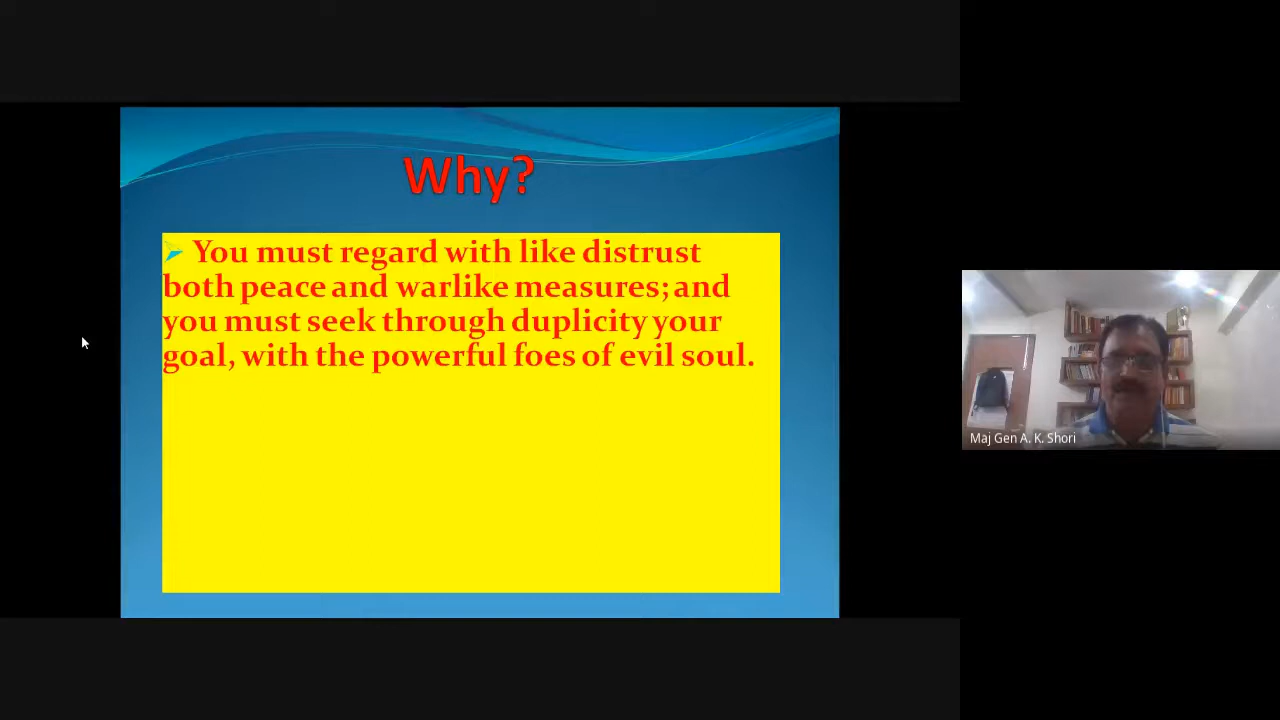 Why?
You must regard with like distrust
both peace and warlike measures; and
you must seek through duplicity your
goal, with the powerful foes of evil soul.
Maj Gen A. K. Shori